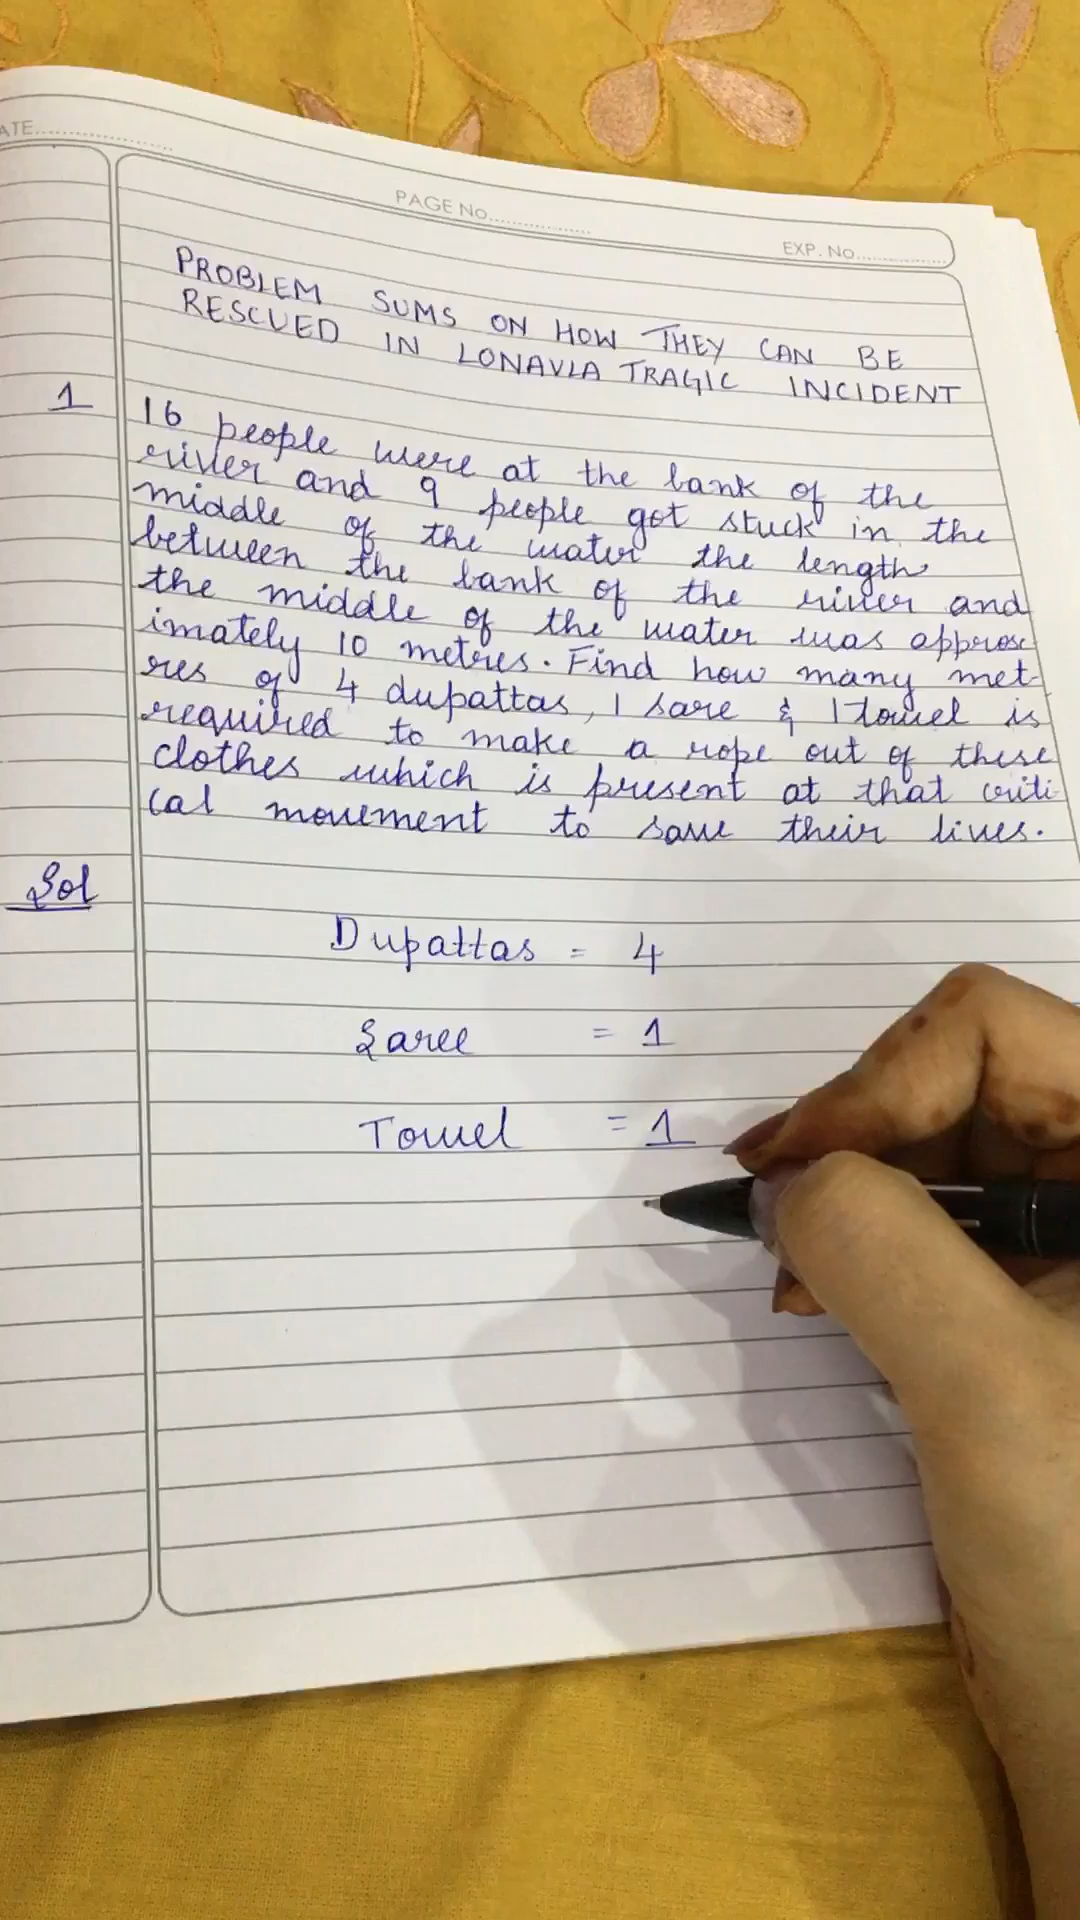 ATE
PAGE No.
EXP. No.
PROBLEM SUMS ON HOW THEY CAN BE
RESCUED IN LONAVLA TRAGIC INCIDENT
1 16 people were at the bank of the
river and 9 people got stuck in the
middle of the water the length
between the bank of the river and
the middle of the water was approx
imately 10 metres. Find how many met-
res of 4 dupattas, 1 sare & 1 towel is
required to make a rope out of these
clothes which is present at that criti
cal movement to save their lives.
Sol
Dupattas = 4
Saree = 1
Towel = 1